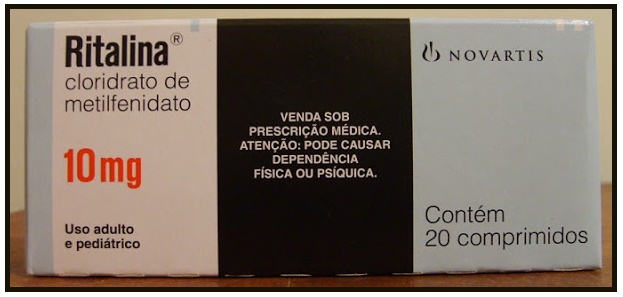 Ritalina®
cloridrato de
metilfenidato
10mg
Uso adulto
e pediátrico
VENDA SOB
PRESCRIÇÃO MÉDICA.
ATENÇÃO: PODE CAUSAR
DEPENDÊNCIA
FÍSICA OU PSÍQUICA.
NOVARTIS
Contém
20 comprimidos